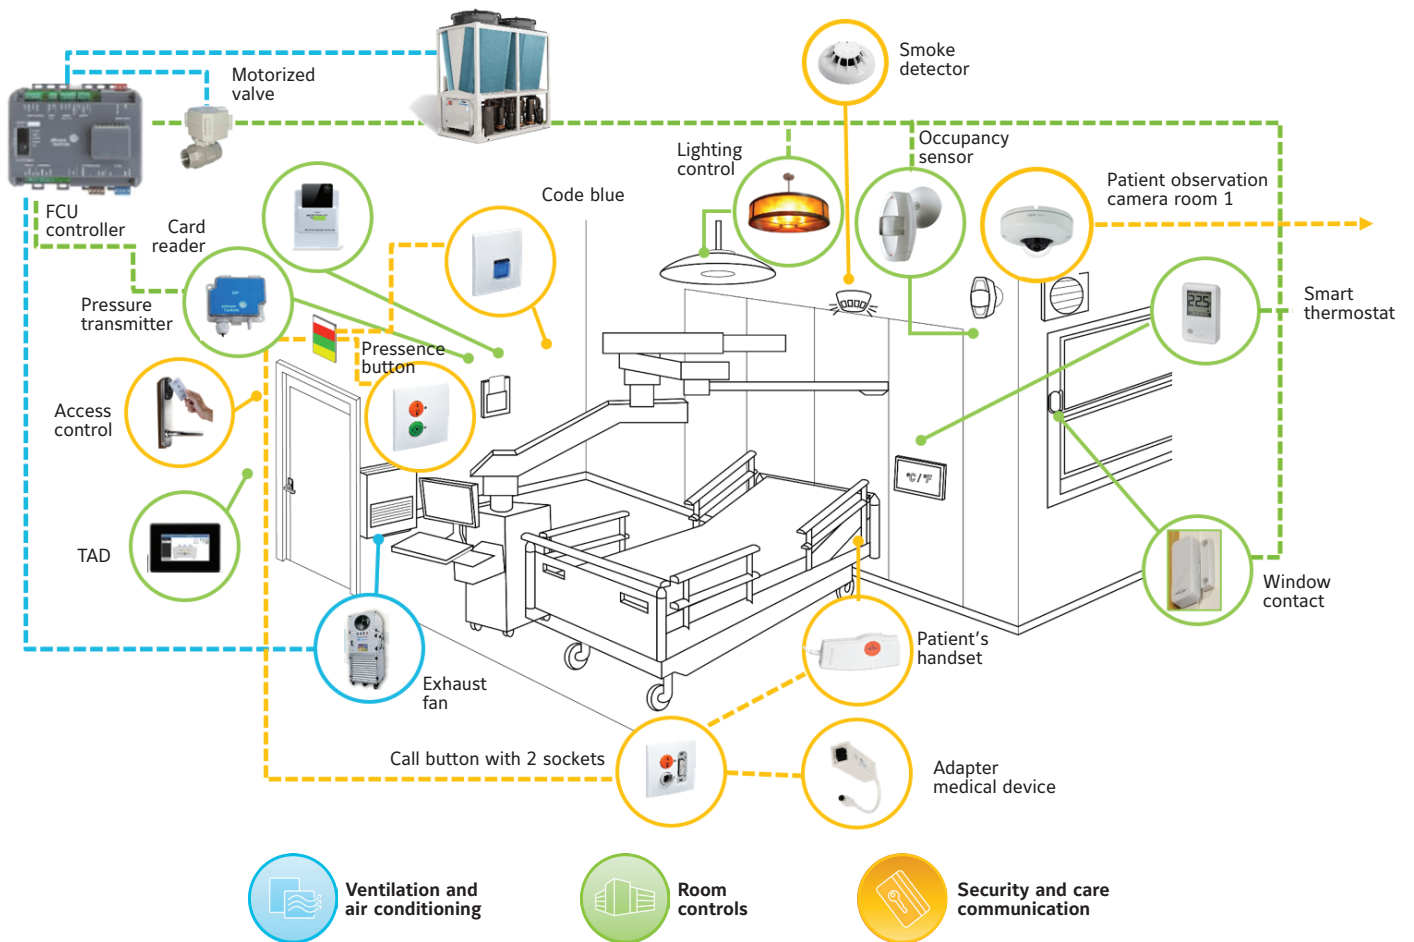 Motorized
valve
Smoke
detector
Lighting
control
Occupancy
sensor
Patient observation
camera room 1
Code blue
FCU
controller
Card
reader
Pressure
transmitter
Pressence
button
Smart
thermostat
22.5
Access
control
°C/°F
TAD
Window
contact
Patient's
handset
Exhaust
fan
Call button with 2 sockets
Adapter
medical device
Ventilation and
air conditioning
Room
controls
Security and care
communication